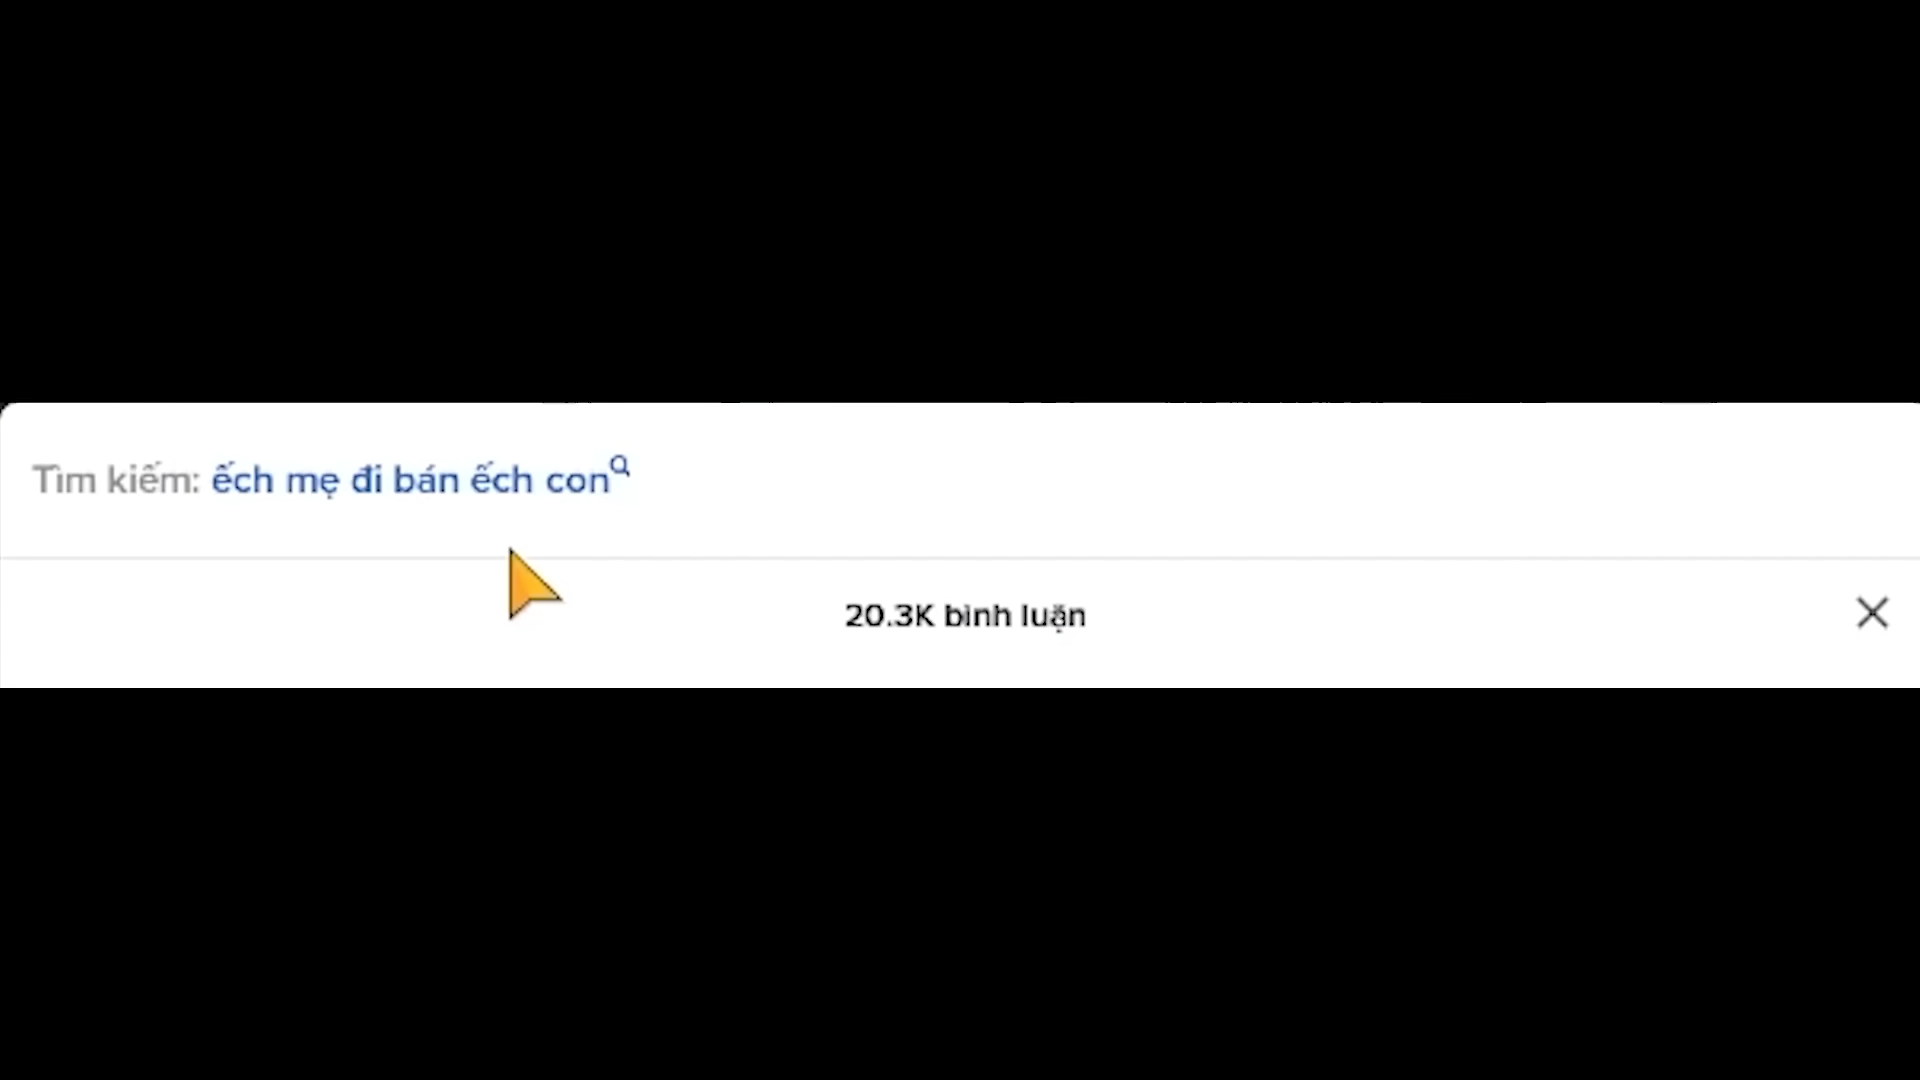 Tìm kiếm: ếch mẹ đi bán ếch con
20.3K bình luận